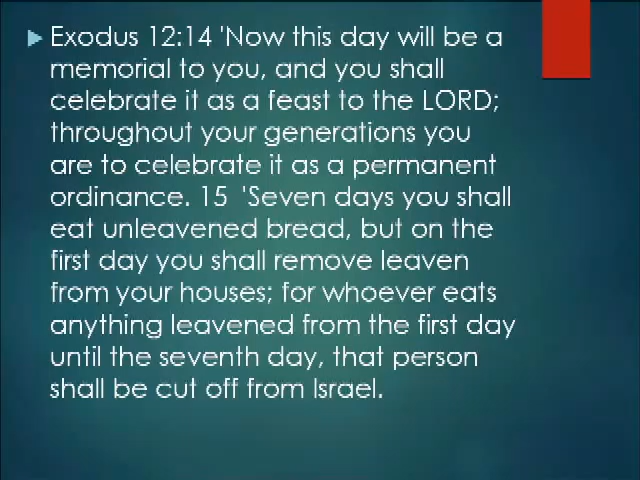 Exodus 12:14 'Now this day will be a
memorial to you, and you shall
celebrate it as a feast to the LORD;
throughout your generations you
are to celebrate it as a permanent
ordinance. 15 'Seven days you shall
eat unleavened bread, but on the
first day you shall remove leaven
from your houses; for whoever eats
anything leavened from the first day
until the seventh day, that person
shall be cut off from Israel.